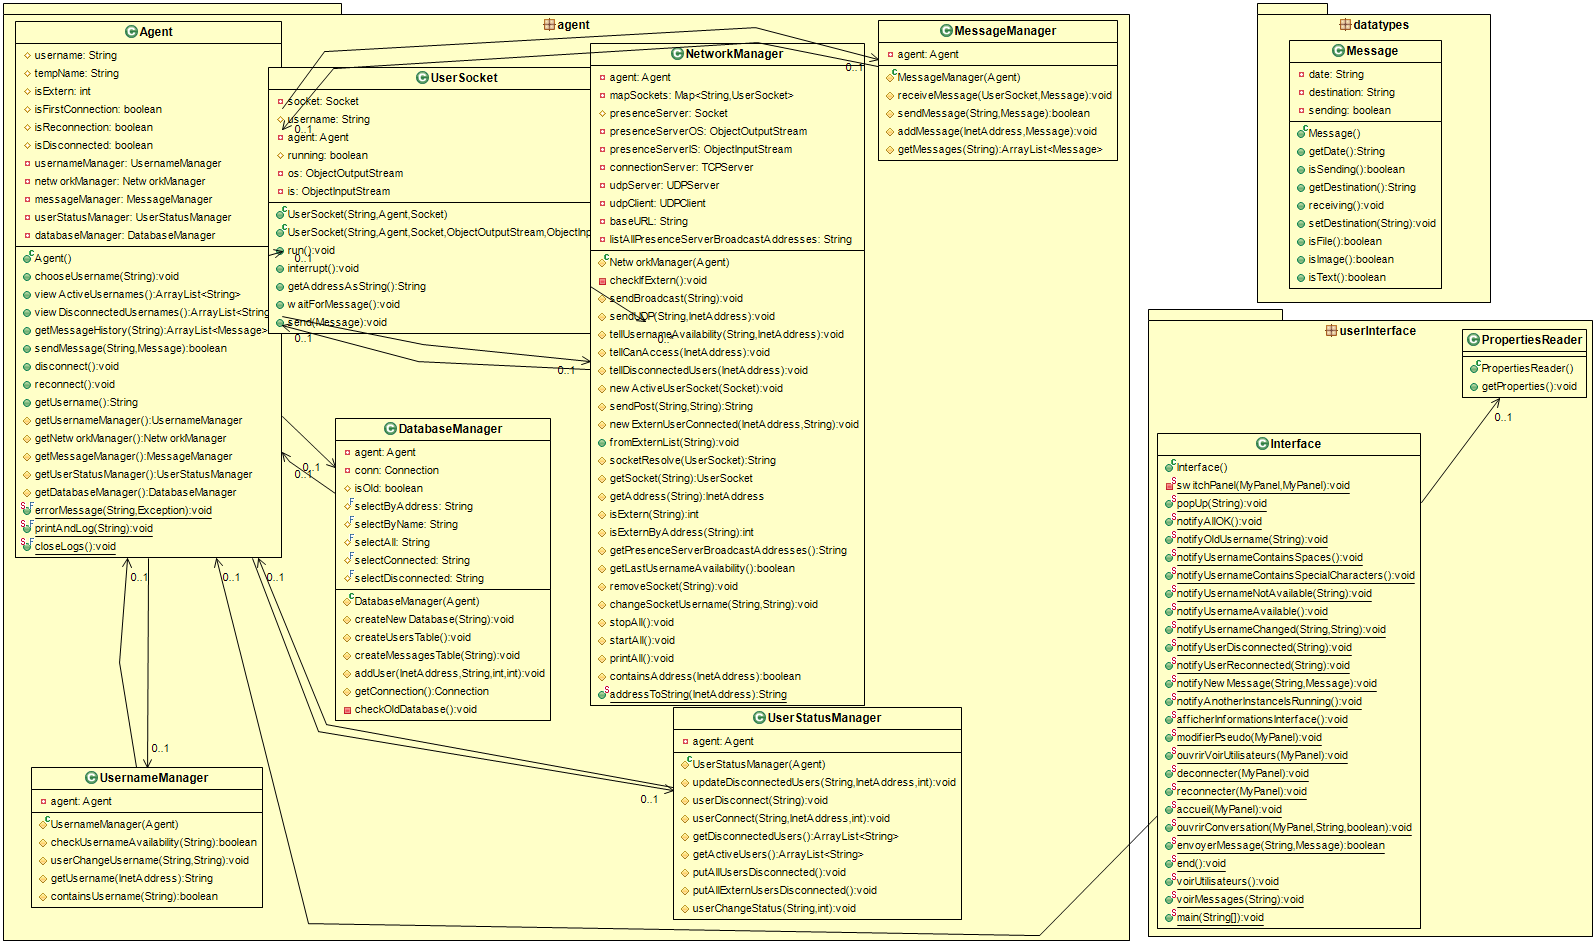 agent
Agent
username: String
tempName: String
isExtern: int
isFirstConnection: boolean
isReconnection: boolean
isDisconnected: boolean
usernameManager: UsernameManager
networkManager: NetworkManager
messageManager: MessageManager
userStatusManager: UserStatusManager
databaseManager: DatabaseManager
Agent()
chooseUsername(String):void
viewActiveUsernames():ArrayList<String>
viewDisconnectedUsernames():ArrayList<String
getMessageHistory(String):ArrayList<Message>
sendMessage(String,Message):boolean
disconnect():void
reconnect():void
getUsername():String
getUsernameManager():UsernameManager
getNetworkManager():NetworkManager
getMessageManager():MessageManager
getUserStatusManager():UserStatusManager
getDatabaseManager():DatabaseManager
errorMessage(String,Exception):void
printAndLog(String):void
closeLogs():void
UserSocket
socket: Socket
username: String
agent: Agent
running: boolean
os: ObjectOutputStream
is: ObjectInputStream
UserSocket(String,Agent,Socket)
UserSocket(String,Agent,Socket,ObjectOutputStream,ObjectInp
run():void
interrupt():void
getAddressAsString():String
waitForMessage():void
send(Message):void
NetworkManager
agent: Agent
mapSockets: Map<String,UserSocket>
presenceServer: Socket
presenceServerOS: ObjectOutputStream
presenceServerIS: ObjectInputStream
connectionServer: TCPServer
udpServer: UDPServer
udpClient: UDPClient
baseURL: String
listAllPresenceServerBroadcastAddresses: String
NetworkManager(Agent)
checkIfExtern():void
sendBroadcast(String):void
sendUDP(String,InetAddress):void
tellUsernameAvailability(String,InetAddress):void
tellCanAccess(InetAddress):void
tellDisconnectedUsers(InetAddress):void
newActiveUserSocket(Socket):void
sendPost(String,String):String
newExternUserConnected(InetAddress,String):void
fromExternList(String):void
socketResolve(UserSocket):String
getSocket(String):UserSocket
getAddress(String):InetAddress
isExtern(String):int
isExternByAddress(String):int
getPresenceServerBroadcastAddresses():String
getLastUsernameAvailability():boolean
removeSocket(String):void
changeSocketUsername(String,String):void
stopAll():void
startAll():void
printAll():void
containsAddress(InetAddress):boolean
addressToString(InetAddress):String
MessageManager
agent: Agent
MessageManager(Agent)
receiveMessage(UserSocket,Message):void
sendMessage(String,Message):boolean
addMessage(InetAddress,Message):void
getMessages(String):ArrayList<Message>
DatabaseManager
agent: Agent
conn: Connection
isOld: boolean
selectByAddress: String
selectByName: String
selectAll: String
selectConnected: String
selectDisconnected: String
DatabaseManager(Agent)
createNewDatabase(String):void
createUsersTable():void
createMessagesTable(String):void
addUser(InetAddress,String,int,int):void
getConnection():Connection
checkOldDatabase():void
UsernameManager
agent: Agent
UsernameManager(Agent)
checkUsernameAvailability(String):boolean
userChangeUsername(String,String):void
getUsername(InetAddress):String
containsUsername(String):boolean
UserStatusManager
agent: Agent
UserStatusManager(Agent)
updateDisconnectedUsers(String,InetAddress,int):void
userDisconnect(String):void
userConnect(String,InetAddress,int):void
getDisconnectedUsers():ArrayList<String>
getActiveUsers():ArrayList<String>
putAllUsersDisconnected():void
putAllExternUsersDisconnected():void
userChangeStatus(String,int):void
0..1
0..1
0..1
0..1
0..1
0..1
0..1
0..1
0..1
0..1
0..1
0..1
0..1
datatypes
Message
date: String
destination: String
sending: boolean
Message()
getDate():String
isSending():boolean
getDestination():String
receiving():void
setDestination(String):void
isFile():boolean
isImage():boolean
isText():boolean
userInterface
PropertiesReader
PropertiesReader()
getProperties():void
0..1
Interface
Interface()
switchPanel(MyPanel,MyPanel):void
popUp(String):void
notifyAllOK():void
notifyOldUsername(String):void
notifyUsernameContainsSpaces():void
notifyUsernameContainsSpecialCharacters():void
notifyUsernameNotAvailable(String):void
notifyUsernameAvailable():void
notifyUsernameChanged(String,String):void
notifyUserDisconnected(String):void
notifyUserReconnected(String):void
notifyNewMessage(String,Message):void
notifyAnotherInstanceIsRunning():void
afficherInformationsInterface():void
modifierPseudo(MyPanel):void
ouvrirVoirUtilisateurs(MyPanel):void
deconnecter(MyPanel):void
reconnecter(MyPanel):void
accueil(MyPanel):void
ouvrirConversation(MyPanel,String,boolean):void
envoyerMessage(String,Message):boolean
end():void
voirUtilisateurs():void
voirMessages(String):void
main(String[]):void